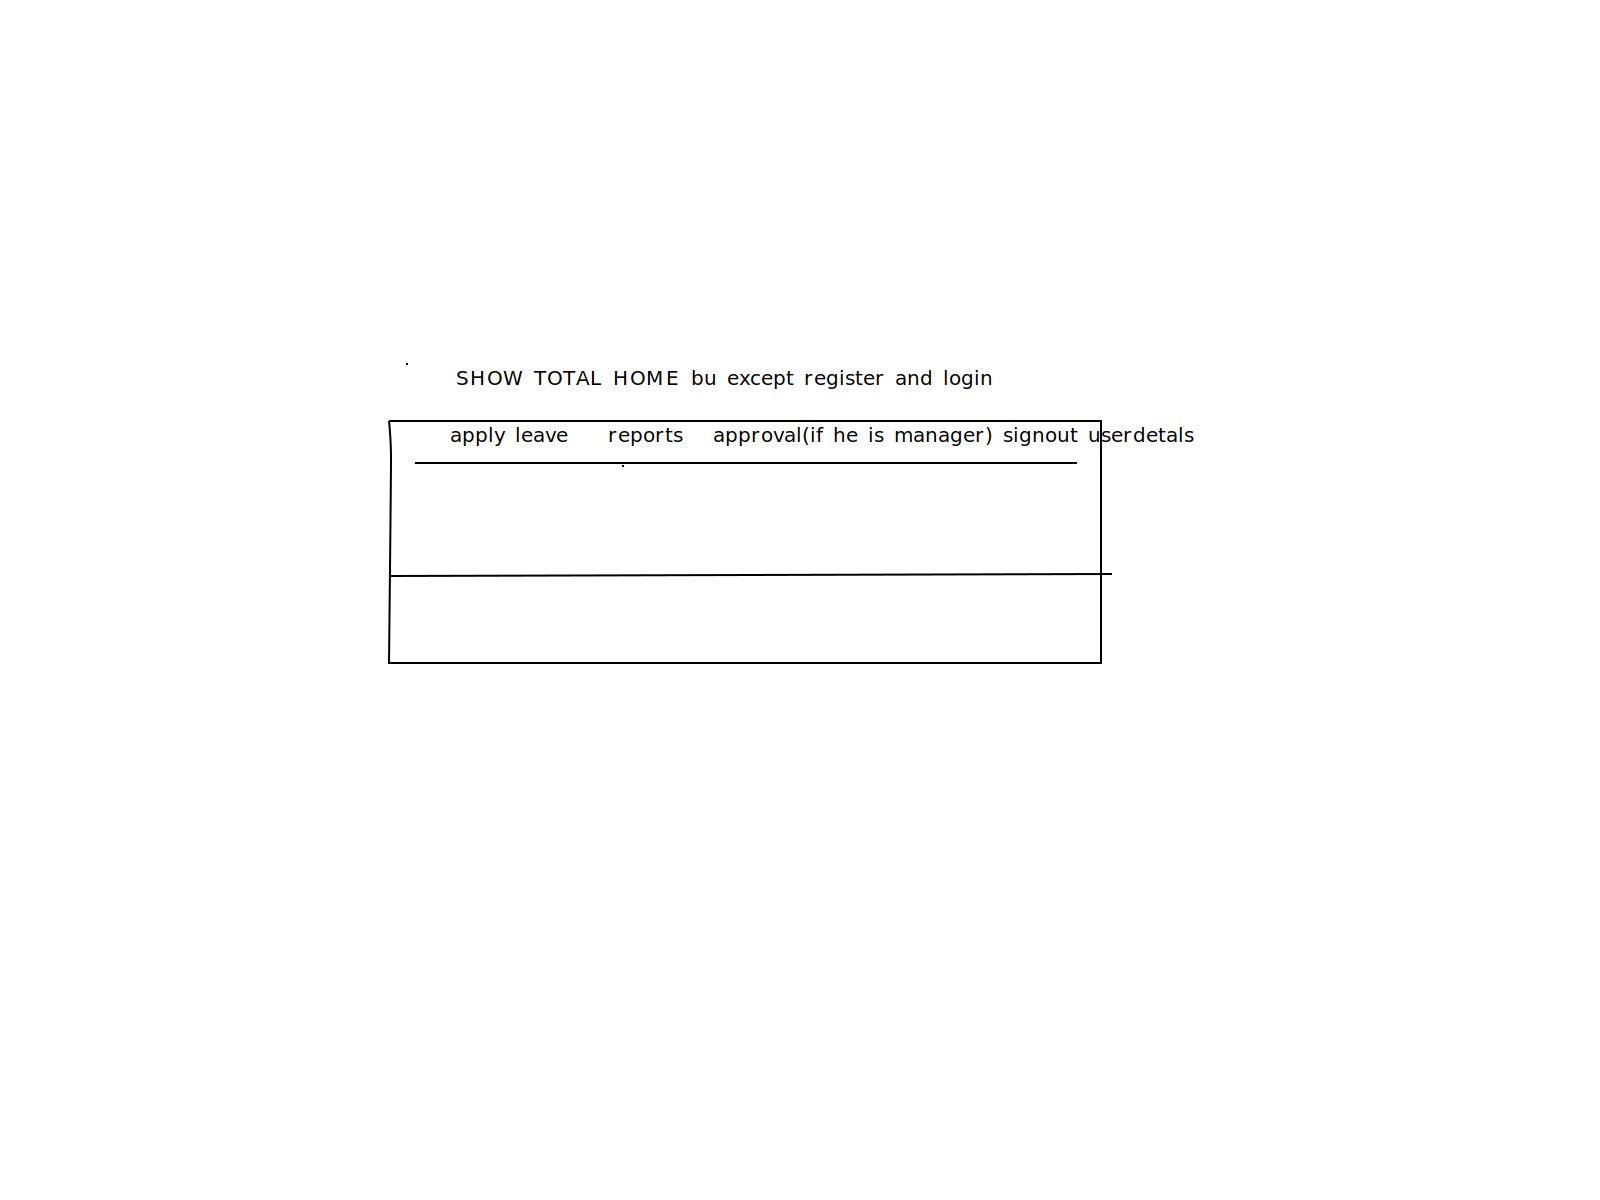 SHOW TOTAL HOME bu except register and login
apply leave reports approval(if he is manager) signout userdetals